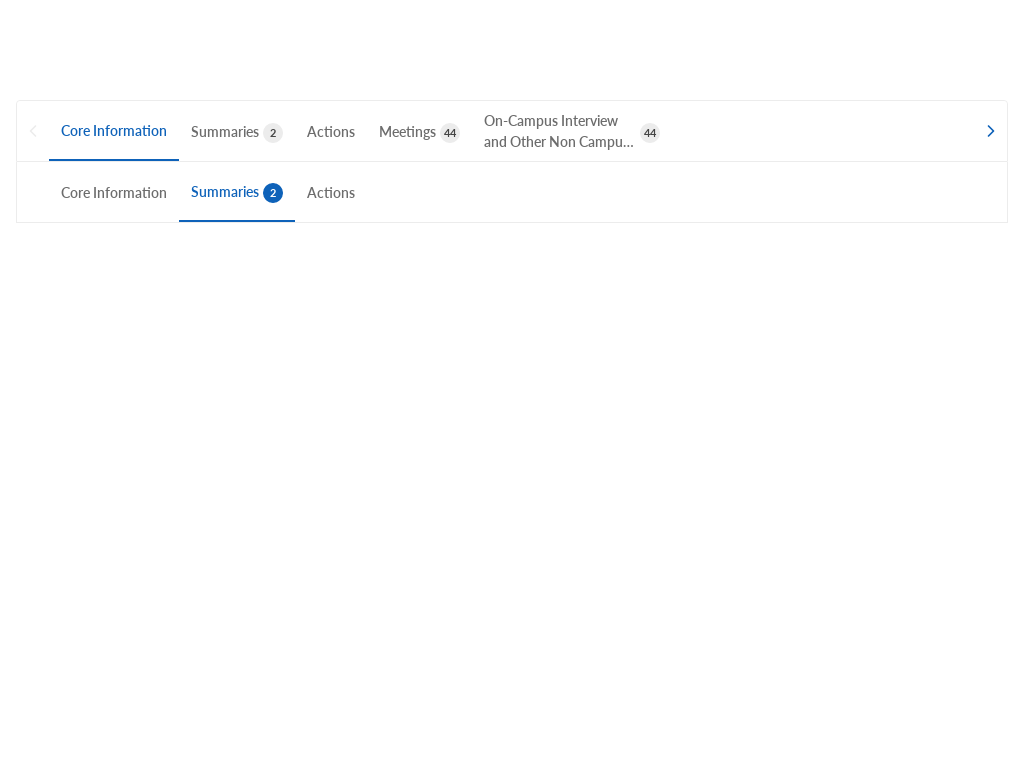 Core Information Summaries 2 Actions Meetings 44 On-Campus Interview
and Other Non Campu... 44
Core Information Summaries 2 Actions